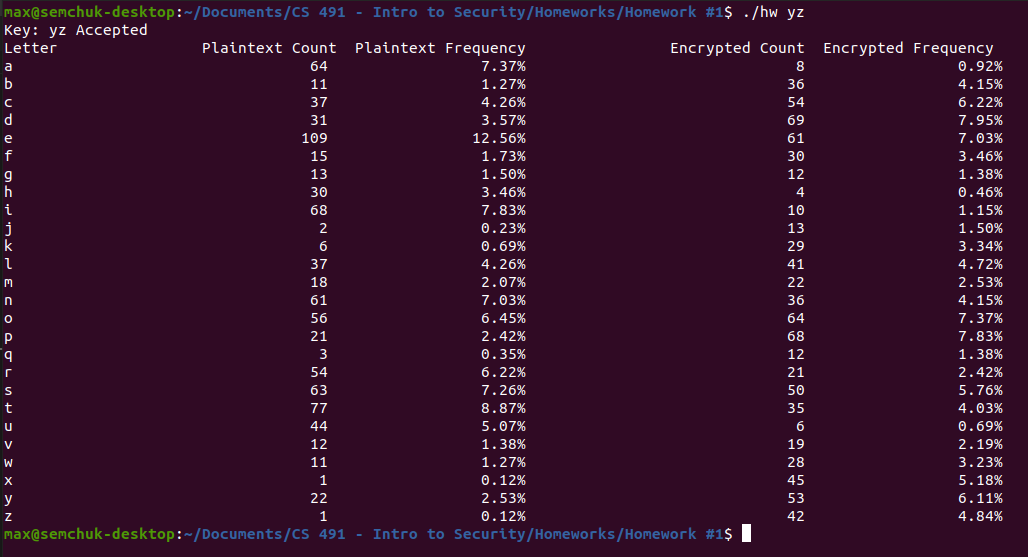 max@semchuk-desktop:~/Documents/CS 491 - Intro to Security/Homeworks/Homework #1$ ./hw yz
Key: yz Accepted
Letter Plaintext Count Plaintext Frequency Encrypted Count Encrypted Frequency
a 64 7.37% 8 0.92%
b 11 1.27% 36 4.15%
c 37 4.26% 54 6.22%
d 31 3.57% 69 7.95%
e 109 12.56% 61 7.03%
f 15 1.73% 30 3.46%
g 13 1.50% 12 1.38%
h 30 3.46% 4 0.46%
i 68 7.83% 10 1.15%
j 2 0.23% 13 1.50%
k 6 0.69% 29 3.34%
l 37 4.26% 41 4.72%
m 18 2.07% 22 2.53%
n 61 7.03% 36 4.15%
o 56 6.45% 64 7.37%
p 21 2.42% 68 7.83%
q 3 0.35% 12 1.38%
r 54 6.22% 21 2.42%
s 63 7.26% 50 5.76%
t 77 8.87% 35 4.03%
u 44 5.07% 6 0.69%
v 12 1.38% 19 2.19%
w 11 1.27% 28 3.23%
x 1 0.12% 45 5.18%
y 22 2.53% 53 6.11%
z 1 0.12% 42 4.84%
max@semchuk-desktop:~/Documents/CS 491 - Intro to Security/Homeworks/Homework #1$